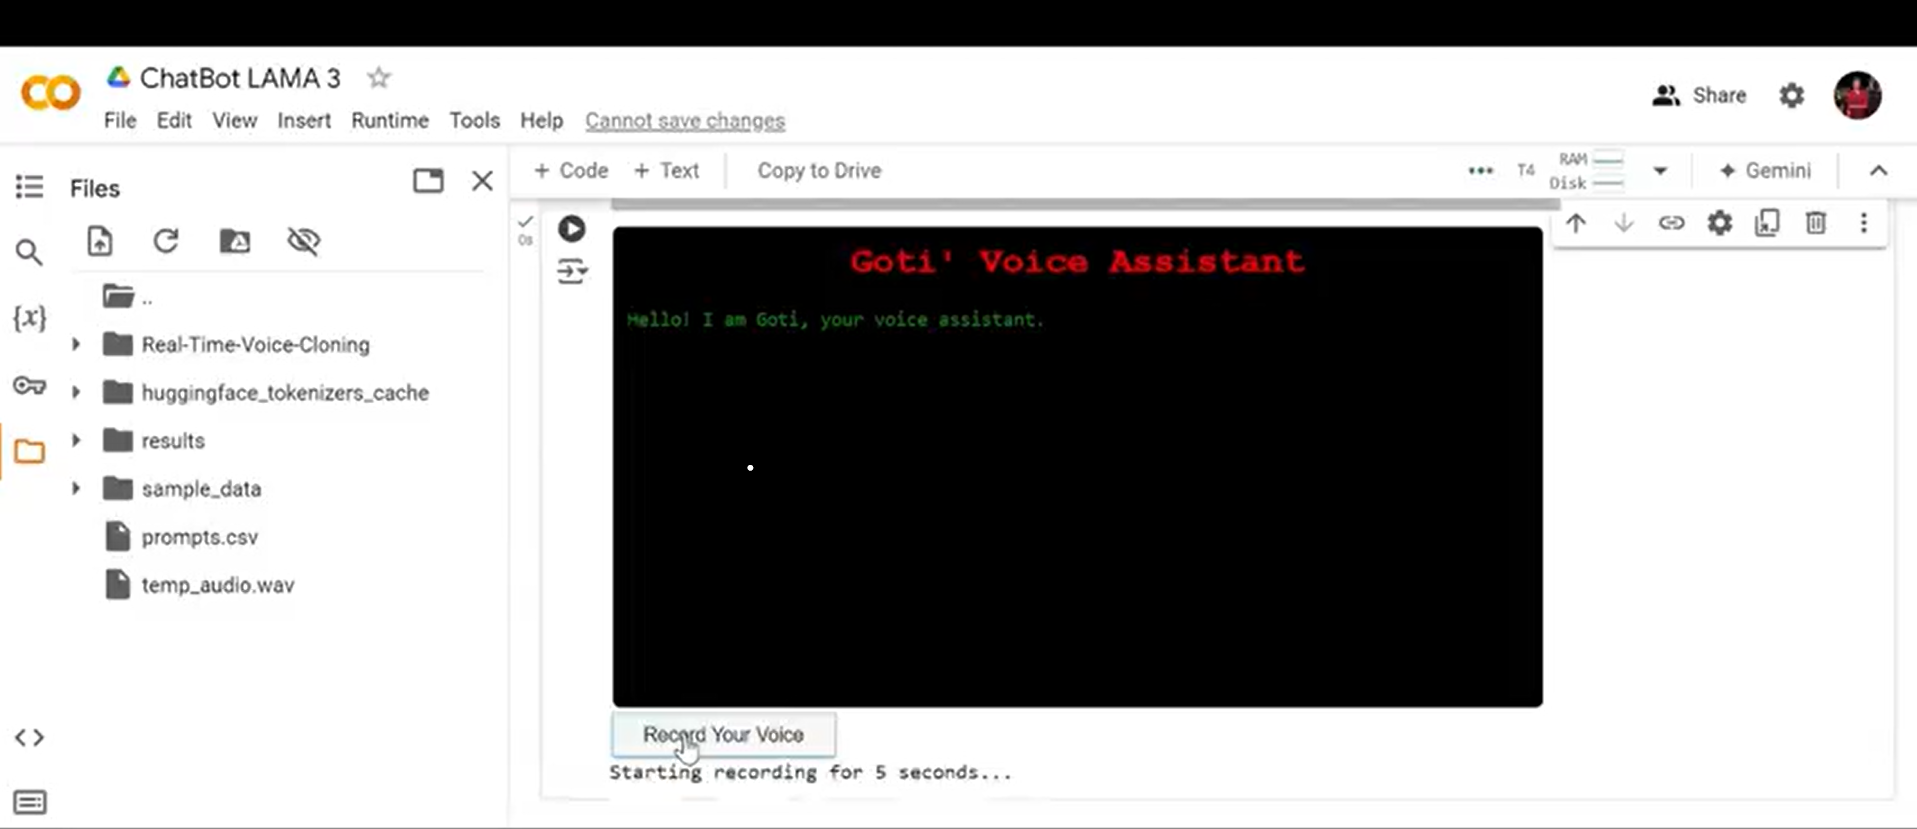 ChatBot LAMA 3
Share
File Edit View Insert Runtime Tools Help Cannot save changes
Files
+ Code + Text Copy to Drive
T4 RAM Disk Gemini
0s
..
Real-Time-Voice-Cloning
huggingface_tokenizers_cache
results
sample_data
prompts.csv
temp_audio.wav
{x}
Goti' Voice Assistant
Hello! I am Goti, your voice assistant.
Record Your Voice
Starting recording for 5 seconds...